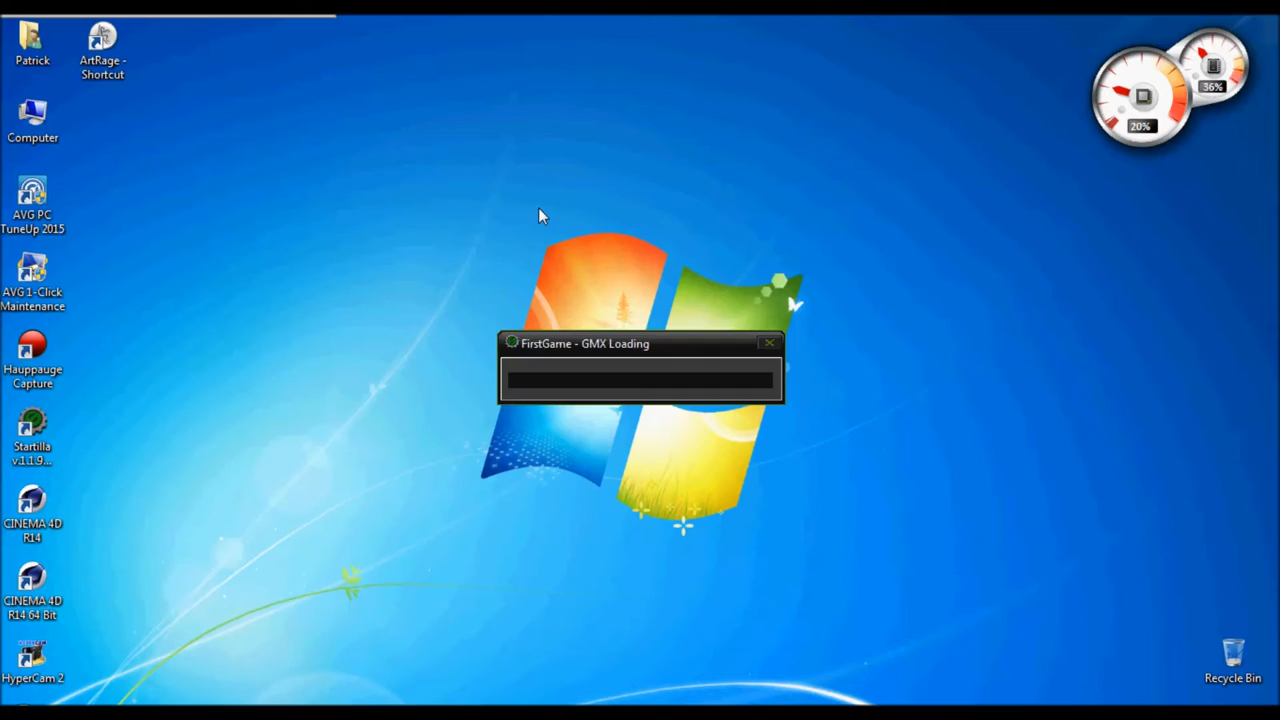 Patrick
ArtRage -
Shortcut
Computer
AVG PC
TuneUp 2015
AVG 1-Click
Maintenance
Hauppauge
Capture
Startilla
v.1.1.9...
CINEMA 4D
R14
CINEMA 4D
R14 64 Bit
HyperCam 2
FirstGame - GMX Loading
36%
20%
Recycle Bin